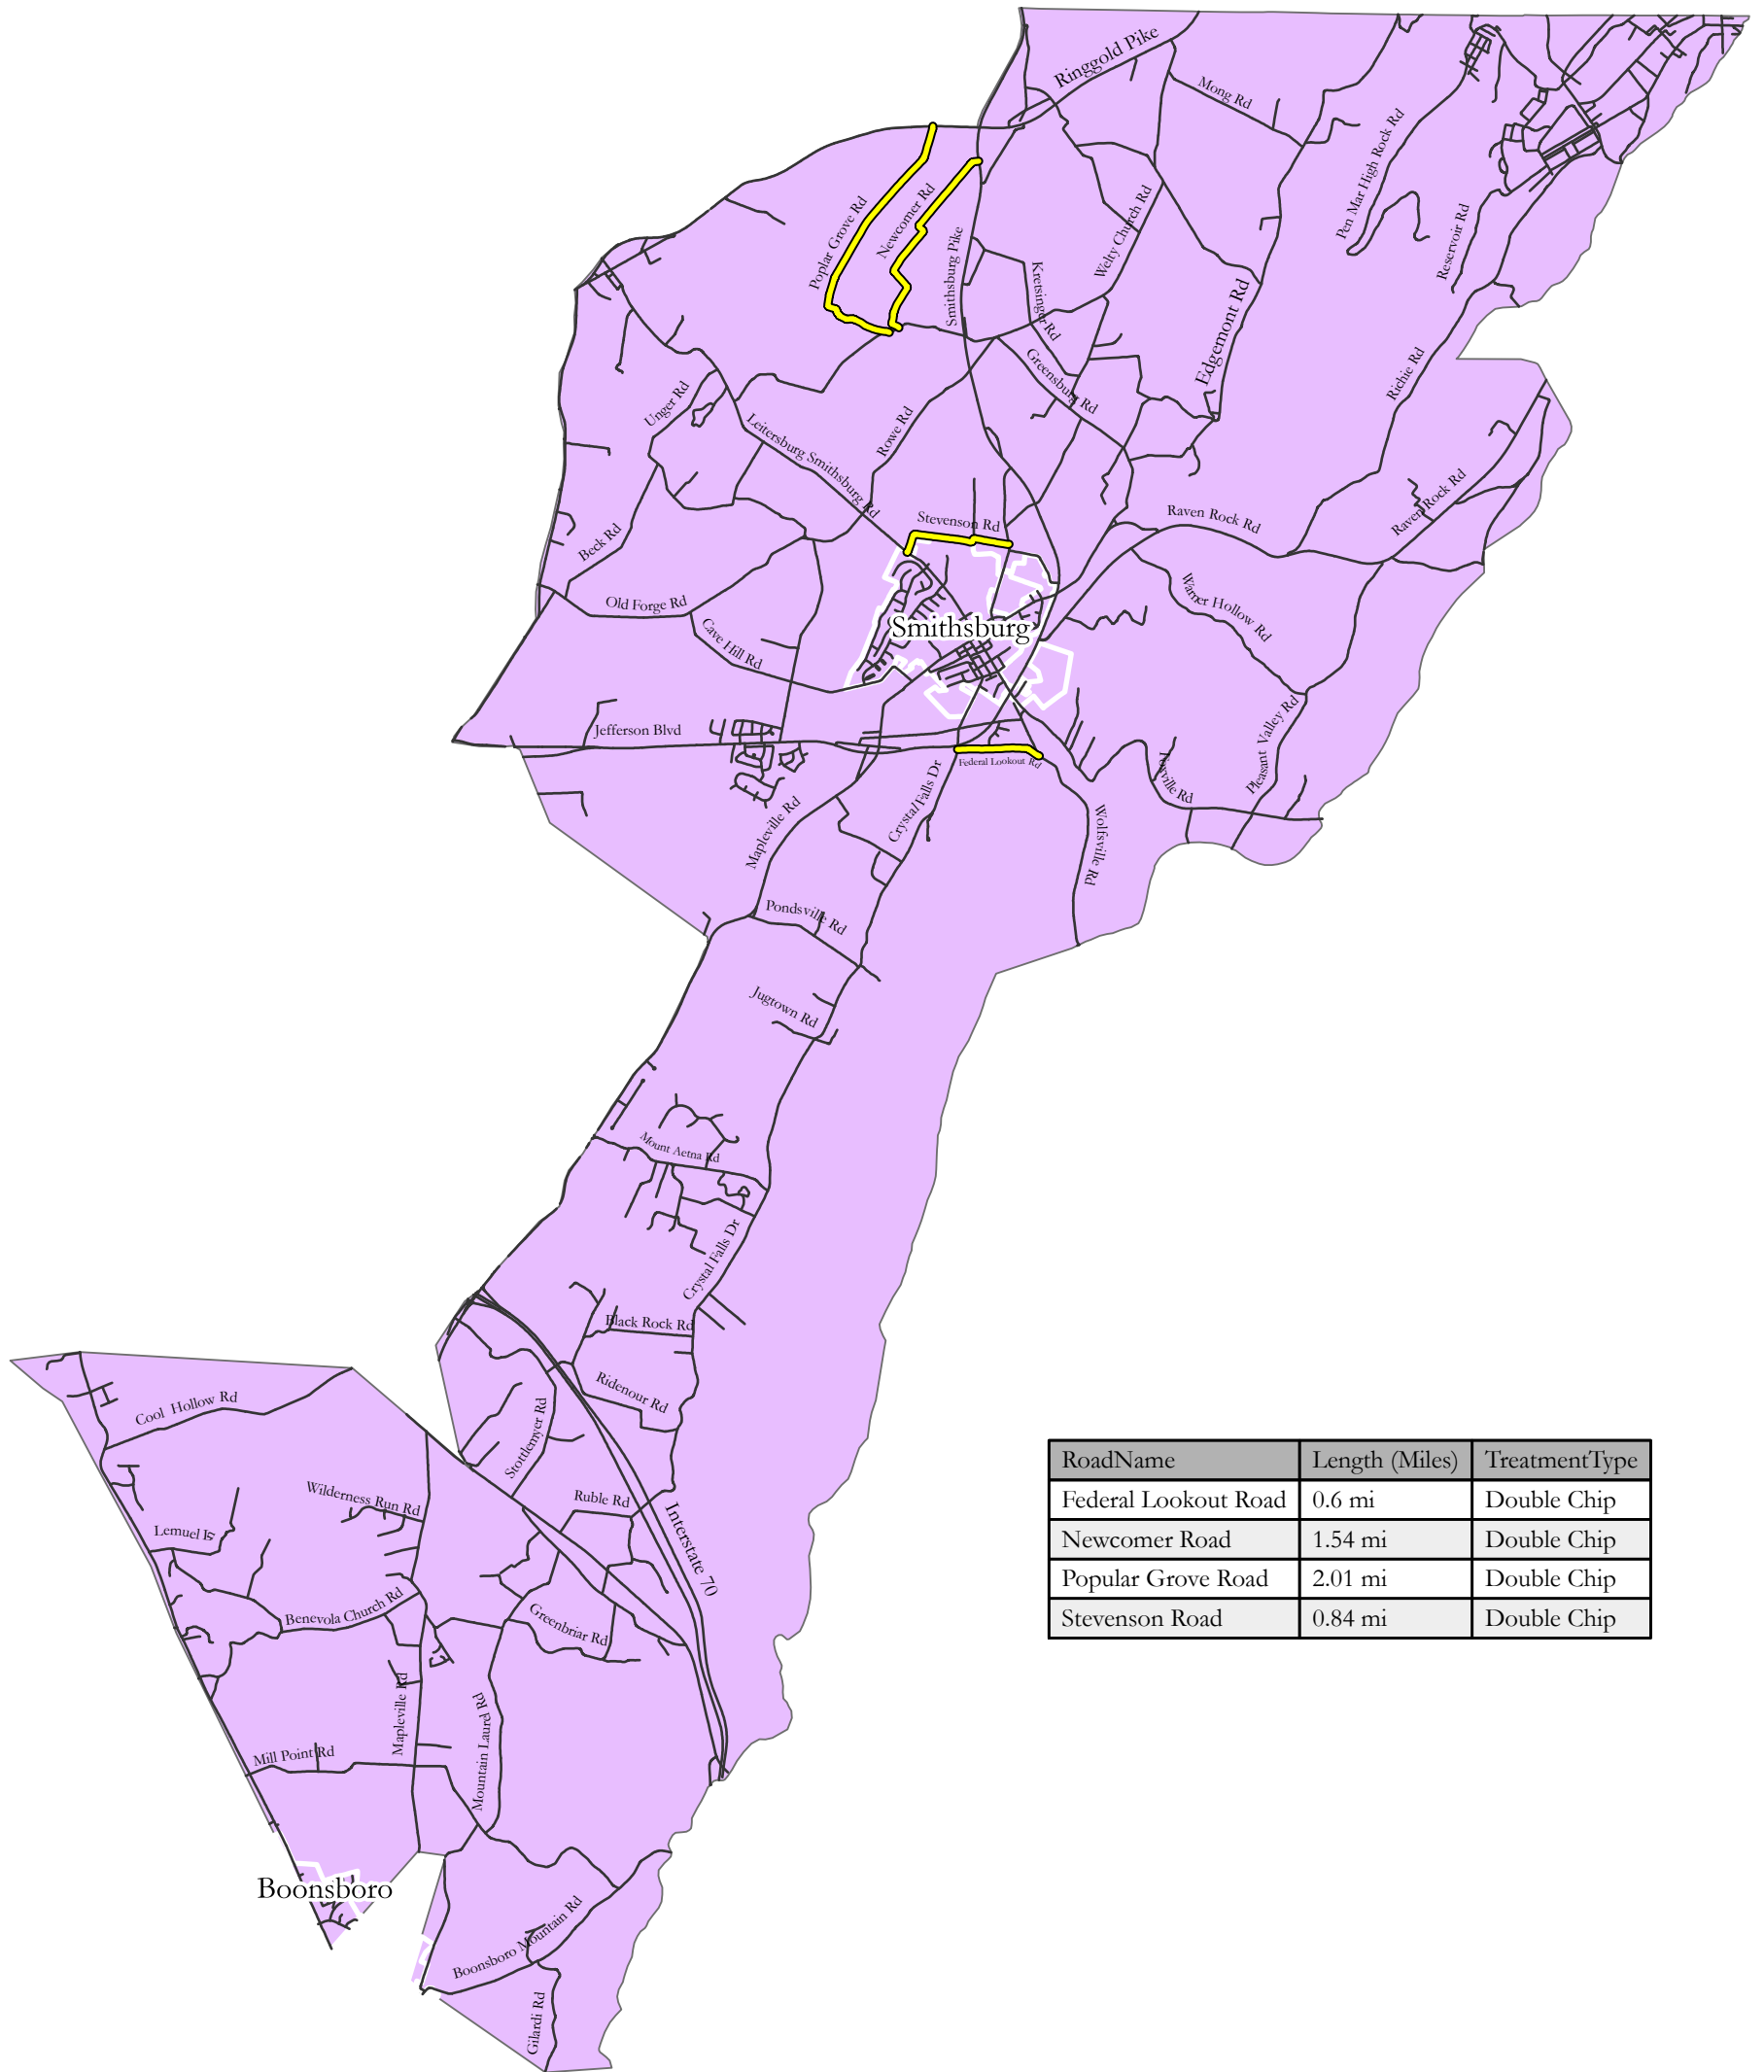 Ringgold Pike
Mong Rd
Pen Mar High Rock Rd
Reservoir Rd
Poplar Grove Rd
Newcomer Rd
Smithsburg Pike
Kretsinger Rd
Welty Church Rd
Edgemont Rd
Richie Rd
Greensburg Rd
Unger Rd
Leitersburg Smithsburg Rd
Rowe Rd
Raven Rock Rd
Raven Rock Rd
Stevenson Rd
Beck Rd
Old Forge Rd
Cave Hill Rd
Smithsburg
Warner Hollow Rd
Jefferson Blvd
Federal Lookout Rd
Foxville Rd
Pleasant Valley Rd
Mapleville Rd
Crystal Falls Dr
Wolfsville Rd
Pondsville Rd
Jugtown Rd
Mount Aetna Rd
Crystal Falls Dr
Black Rock Rd
Ridenour Rd
Cool Hollow Rd
Stottlemyer Rd
Wilderness Run Rd
Ruble Rd
Interstate 70
Lemuel ls
Benevola Church Rd
Greenbriar Rd
Mapleville Rd
Mountain Laurel Rd
Mill Point Rd
Boonsboro
Boonsboro Mountain Rd
Gilardi Rd
RoadName Length (Miles) TreatmentType
Federal Lookout Road 0.6 mi Double Chip
Newcomer Road 1.54 mi Double Chip
Popular Grove Road 2.01 mi Double Chip
Stevenson Road 0.84 mi Double Chip